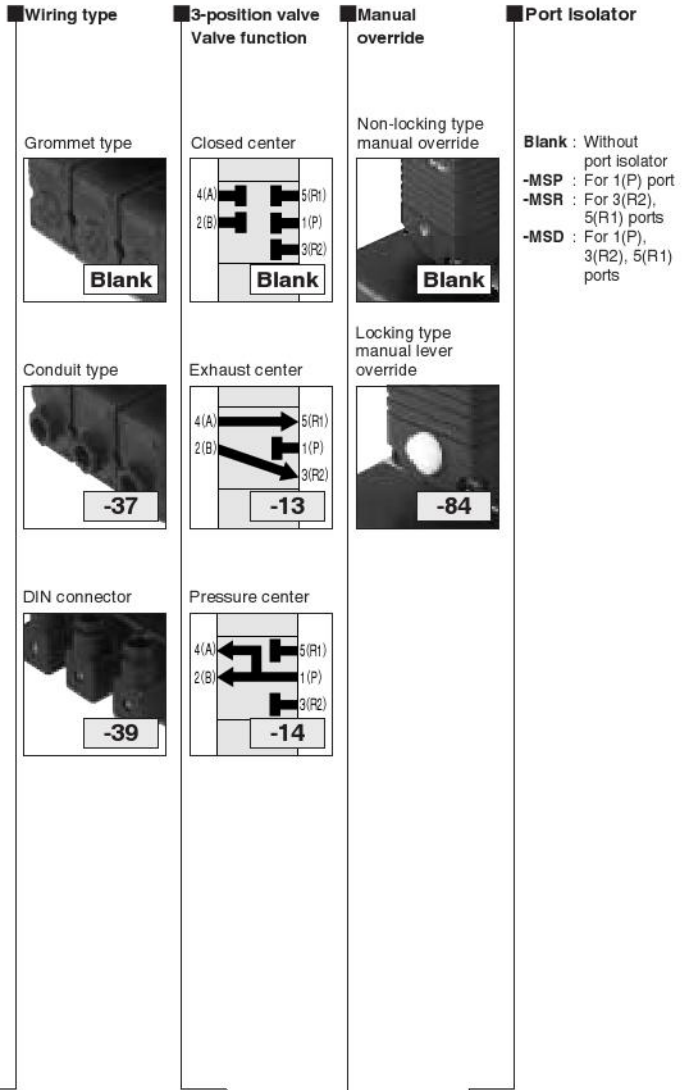 Wiring type
Grommet type
Blank
Conduit type
-37
DIN connector
-39
3-position valve
Valve function
Closed center
4(A)
5(R1)
2(B)
1(P)
3(R2)
Blank
Exhaust center
4(A)
5(R1)
2(B)
1(P)
3(R2)
-13
Pressure center
4(A)
5(R1)
2(B)
1(P)
3(R2)
-14
Manual
override
Non-locking type
manual override
Blank
Locking type
manual lever
override
-84
Port Isolator
Blank : Without
port isolator
-MSP : For 1(P) port
-MSR : For 3(R2),
5(R1) ports
-MSD : For 1(P),
3(R2), 5(R1)
ports